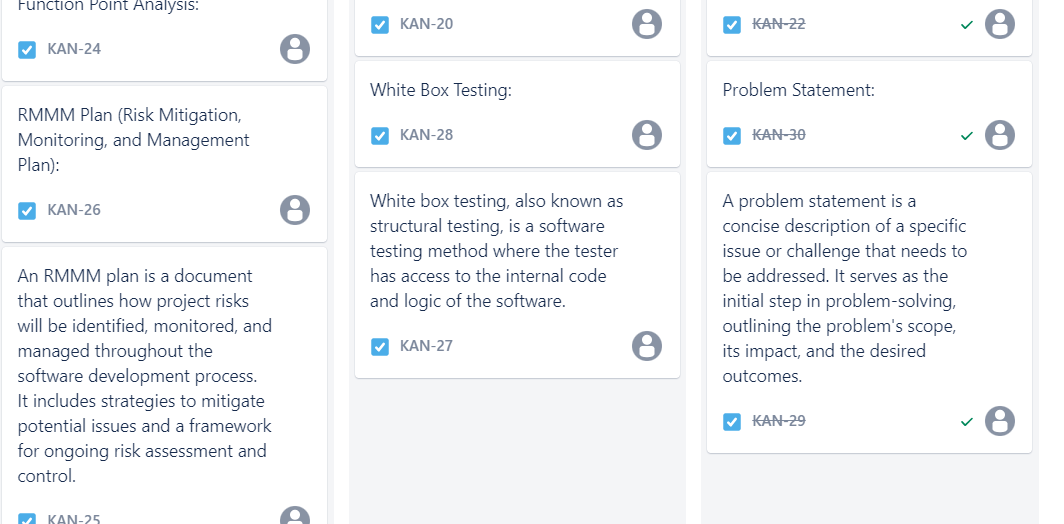 Function Point Analysis:
KAN-24
RMMM Plan (Risk Mitigation,
Monitoring, and Management
Plan):
KAN-26
An RMMM plan is a document
that outlines how project risks
will be identified, monitored, and
managed throughout the
software development process.
It includes strategies to mitigate
potential issues and a framework
for ongoing risk assessment and
control.
KAN-25
KAN-20
White Box Testing:
KAN-28
White box testing, also known as
structural testing, is a software
testing method where the tester
has access to the internal code
and logic of the software.
KAN-27
KAN-22
Problem Statement:
KAN-30
A problem statement is a
concise description of a specific
issue or challenge that needs to
be addressed. It serves as the
initial step in problem-solving,
outlining the problem's scope,
its impact, and the desired
outcomes.
KAN-29